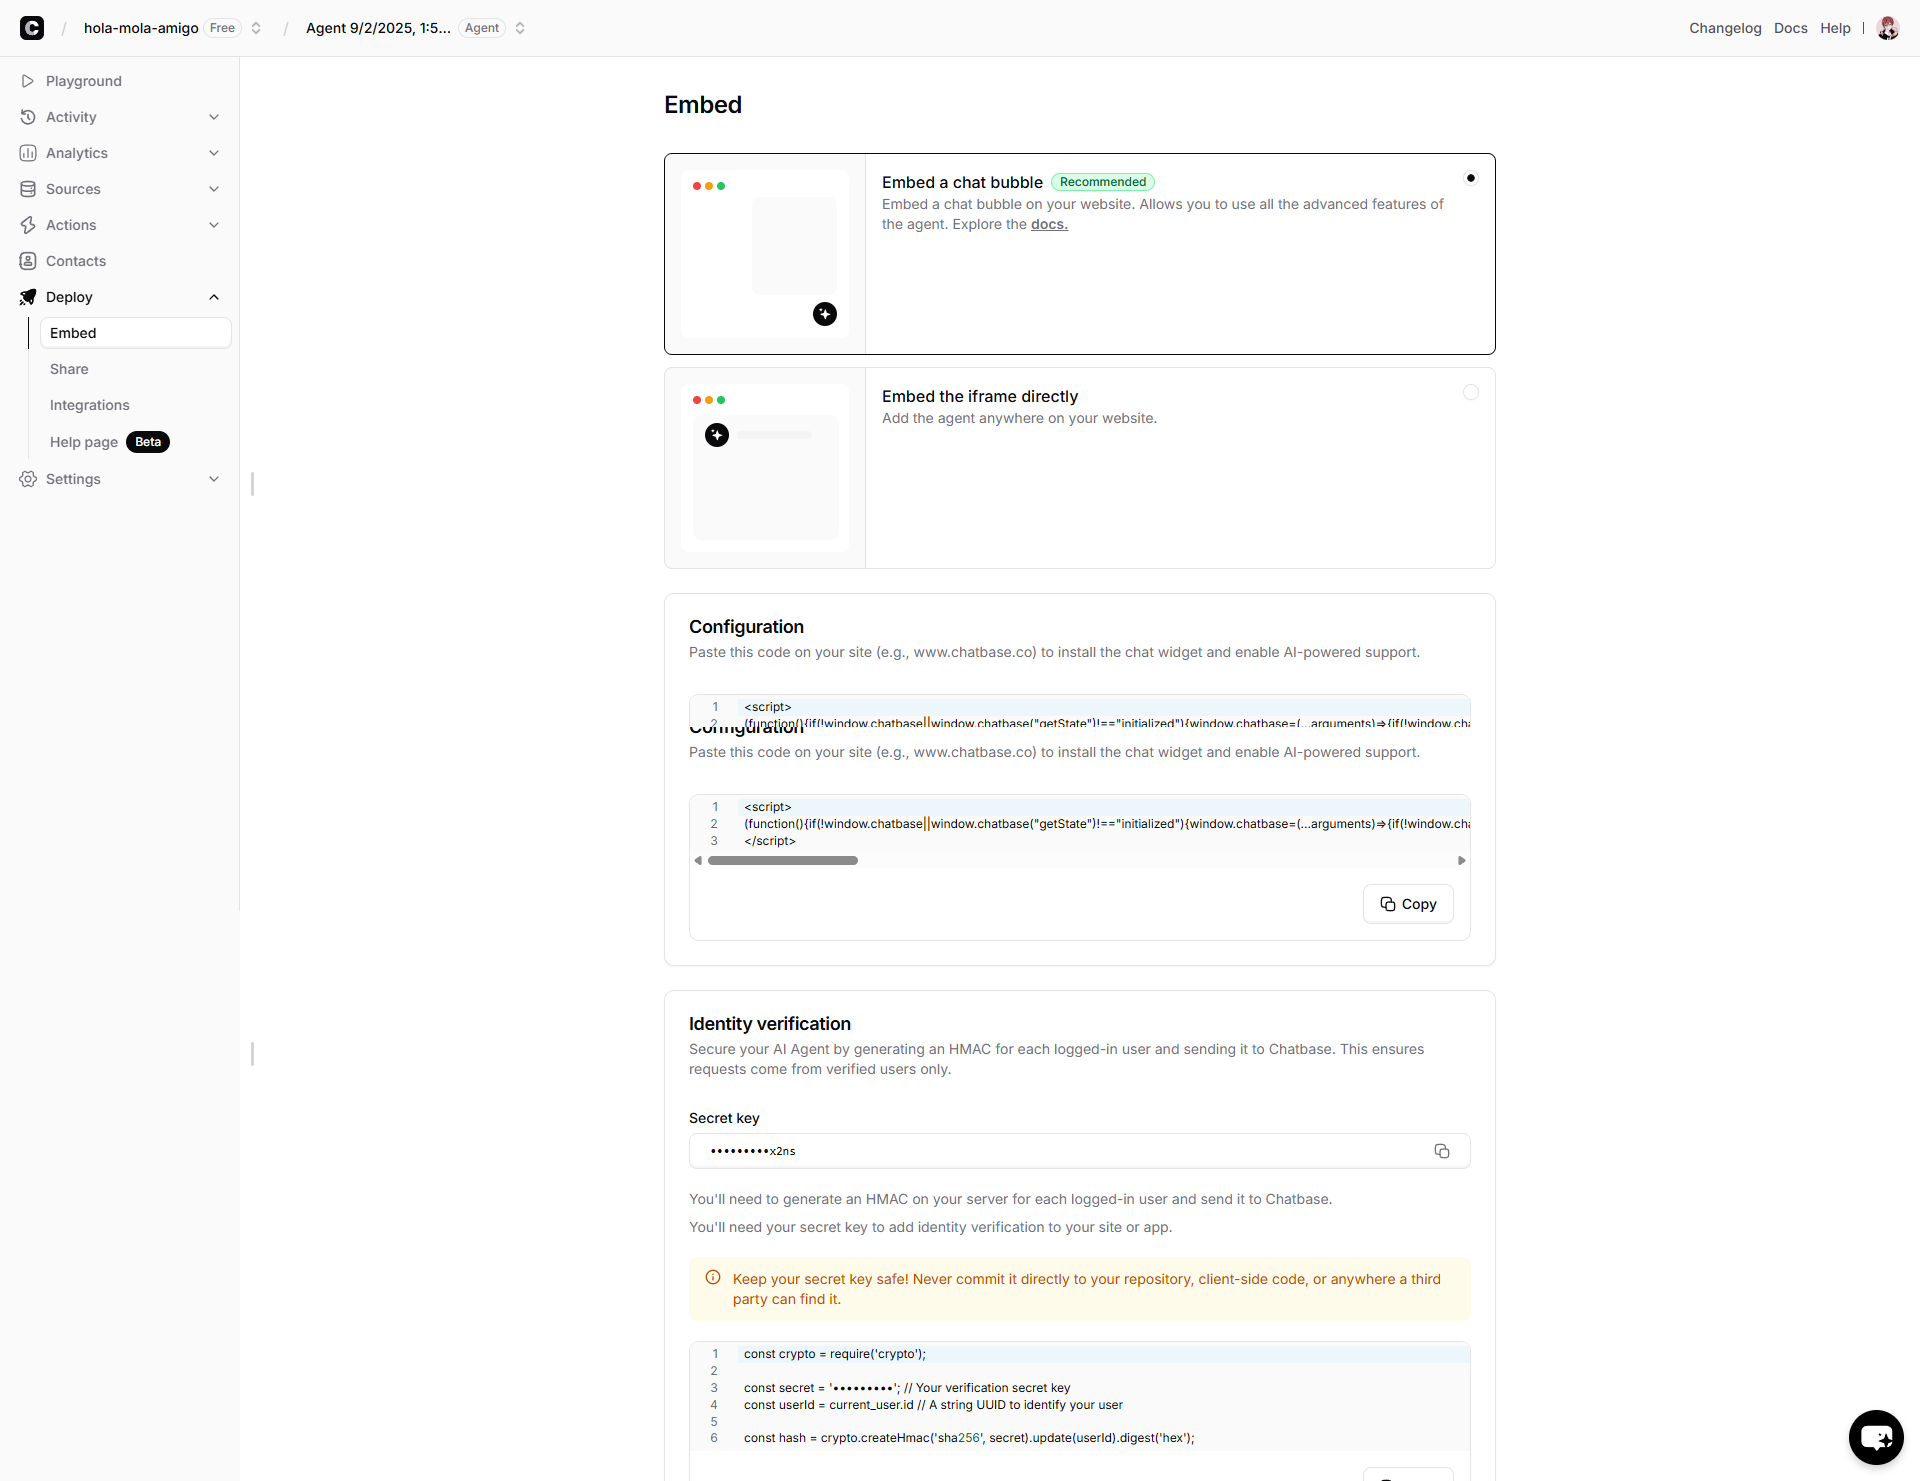 hola-mola-amigo Free
Agent 9/2/2025, 1:5... Agent
Changelog Docs Help
Playground
Activity
Analytics
Sources
Actions
Contacts
Deploy
Embed
Share
Integrations
Help page Beta
Settings
Embed
Embed a chat bubble Recommended
Embed a chat bubble on your website. Allows you to use all the advanced features of
the agent. Explore the docs.
Embed the iframe directly
Add the agent anywhere on your website.
Configuration
Paste this code on your site (e.g., www.chatbase.co) to install the chat widget and enable AI-powered support.
1 <script>
2 (function(){if(!window.chatbase||window.chatbase("getState")!=="initialized"){window.chatbase=(...arguments)=>{if(!window.cha
Configuration
Paste this code on your site (e.g., www.chatbase.co) to install the chat widget and enable AI-powered support.
1 <script>
2 (function(){if(!window.chatbase||window.chatbase("getState")!=="initialized"){window.chatbase=(...arguments)=>{if(!window.cha
3 </script>
Copy
Identity verification
Secure your AI Agent by generating an HMAC for each logged-in user and sending it to Chatbase. This ensures
requests come from verified users only.
Secret key
•••••••••x2ns
You'll need to generate an HMAC on your server for each logged-in user and send it to Chatbase.
You'll need your secret key to add identity verification to your site or app.
Keep your secret key safe! Never commit it directly to your repository, client-side code, or anywhere a third
party can find it.
1 const crypto = require('crypto');
2
3 const secret = '•••••••••'; // Your verification secret key
4 const userId = current_user.id // A string UUID to identify your user
5
6 const hash = crypto.createHmac('sha256', secret).update(userId).digest('hex');